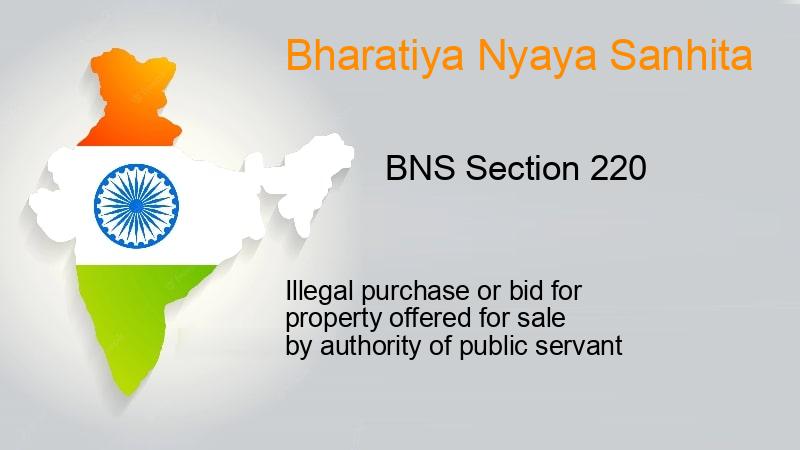 Bharatiya Nyaya Sanhita
BNS Section 220
Illegal purchase or bid for
property offered for sale
by authority of public servant